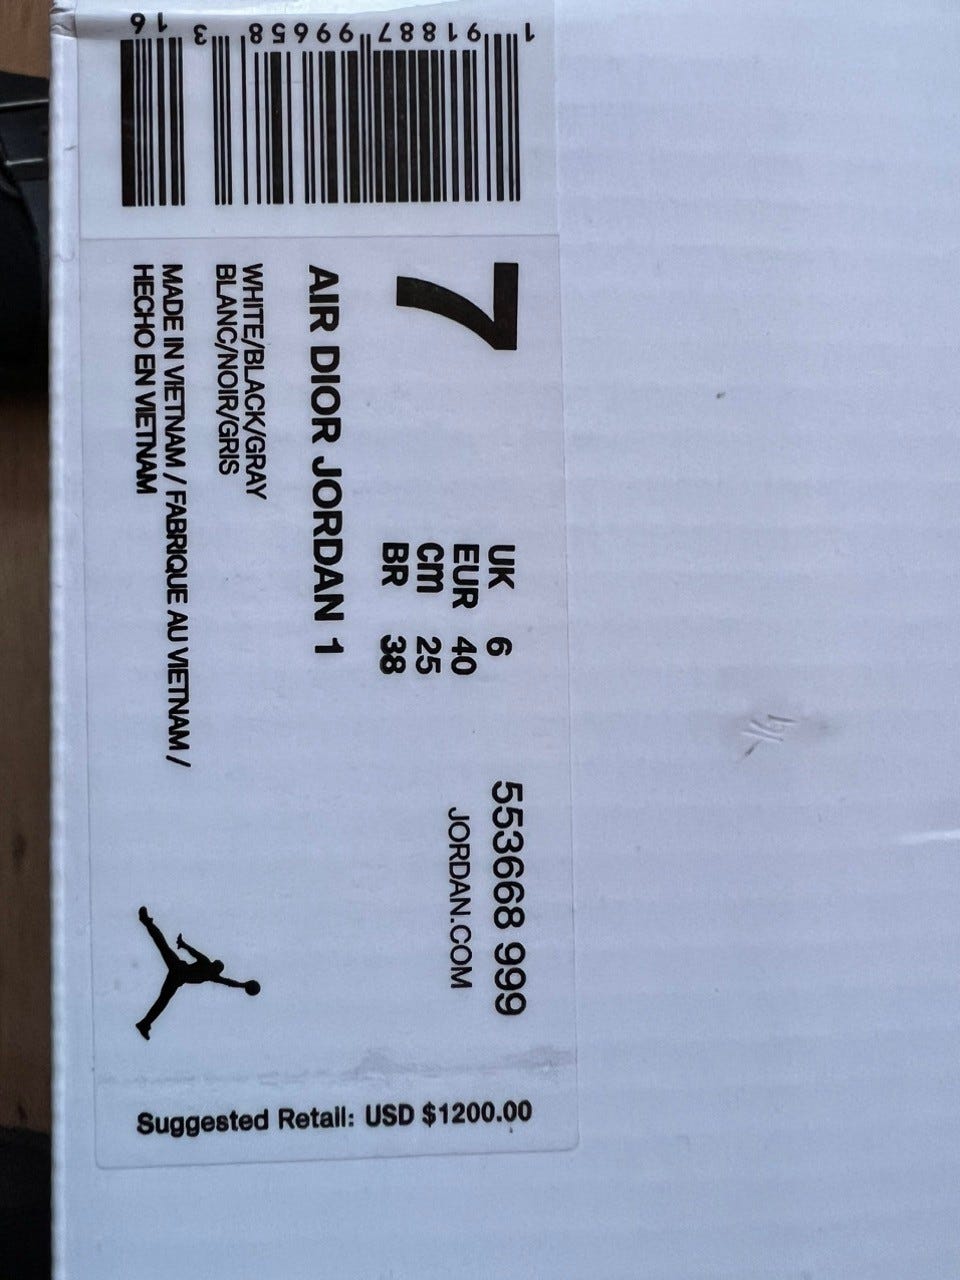 1 91887 99658 3 16
7
UK 6
EUR 40
cm 25
BR 38
553668 999
JORDAN.COM
AIR DIOR JORDAN 1
WHITE/BLACK/GRAY
BLANC/NOIR/GRIS
MADE IN VIETNAM / FABRIQUE AU VIETNAM /
HECHO EN VIETNAM
Suggested Retail: USD $1200.00